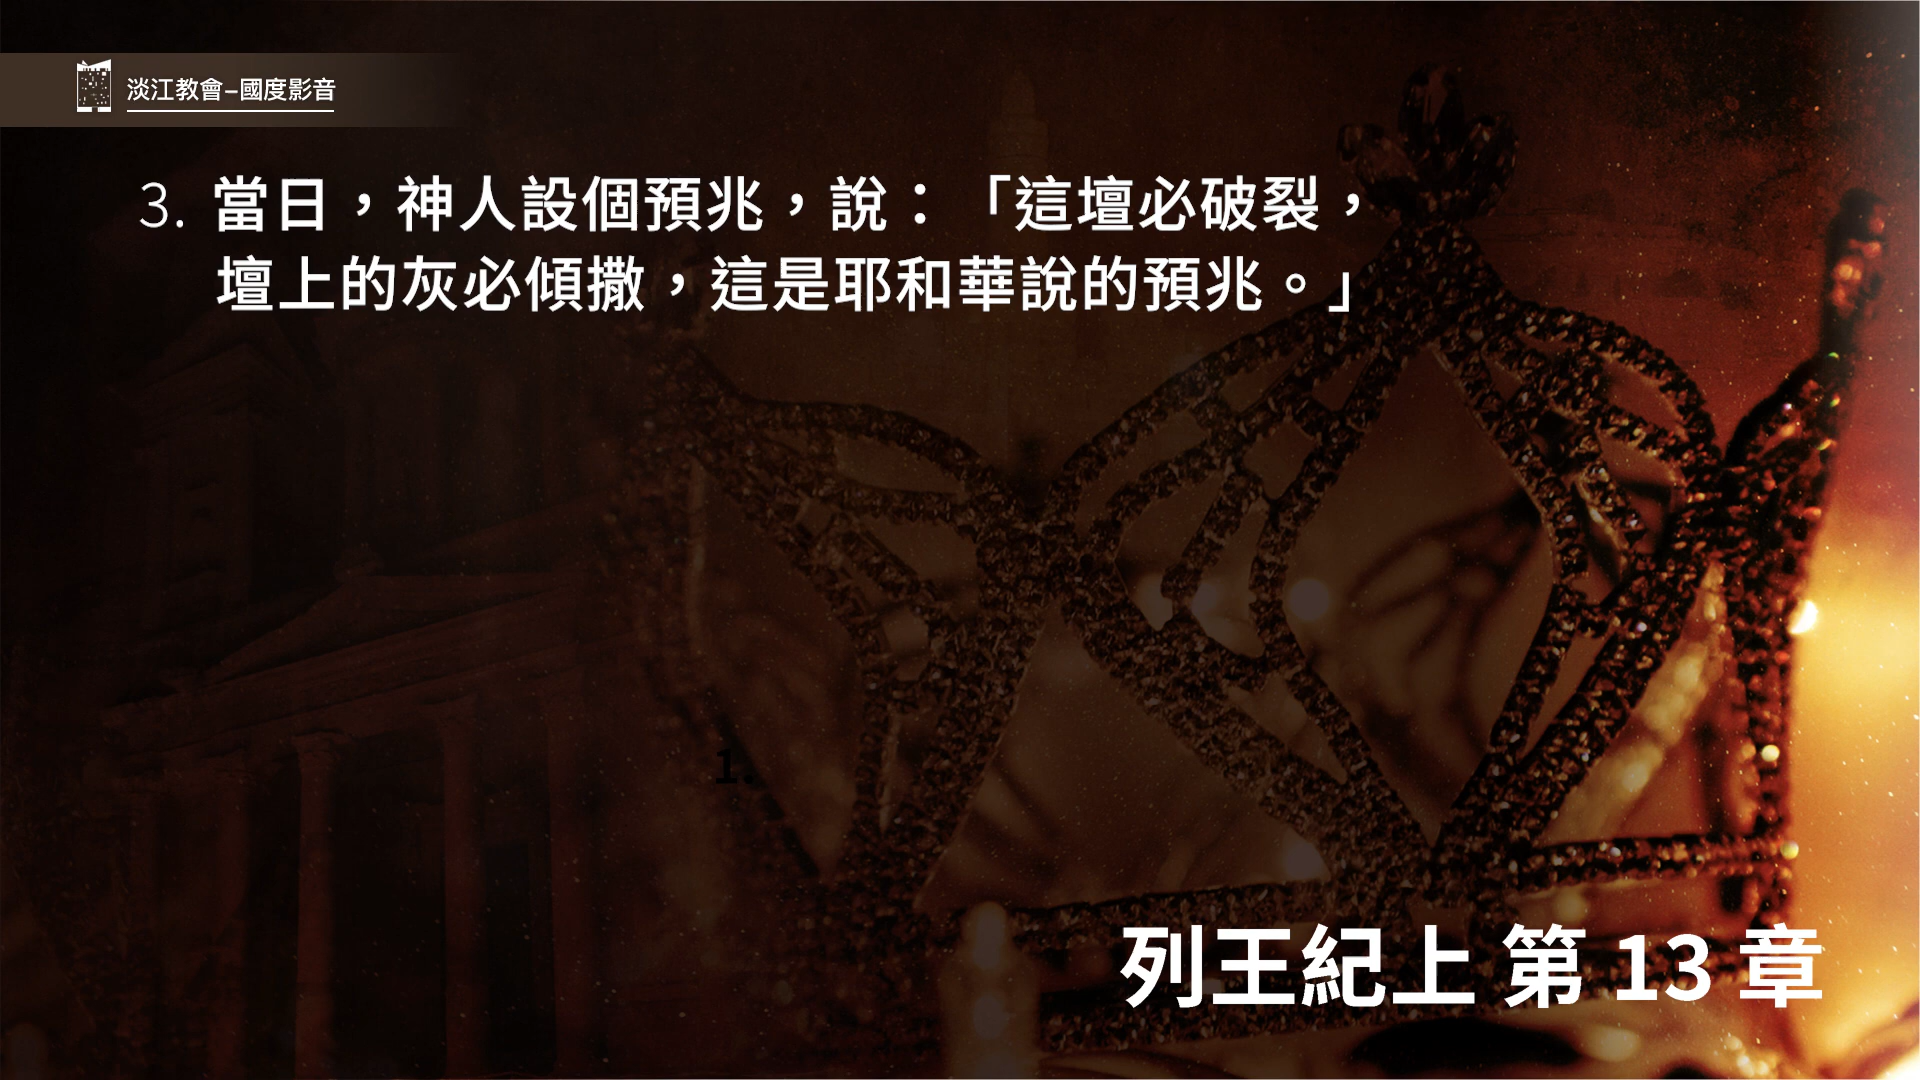 淡江教會–國度影音
3. 當日，神人設個預兆，說：「這壇必破裂，
壇上的灰必傾撒，這是耶和華說的預兆。」
1.
列王紀上 第 13 章